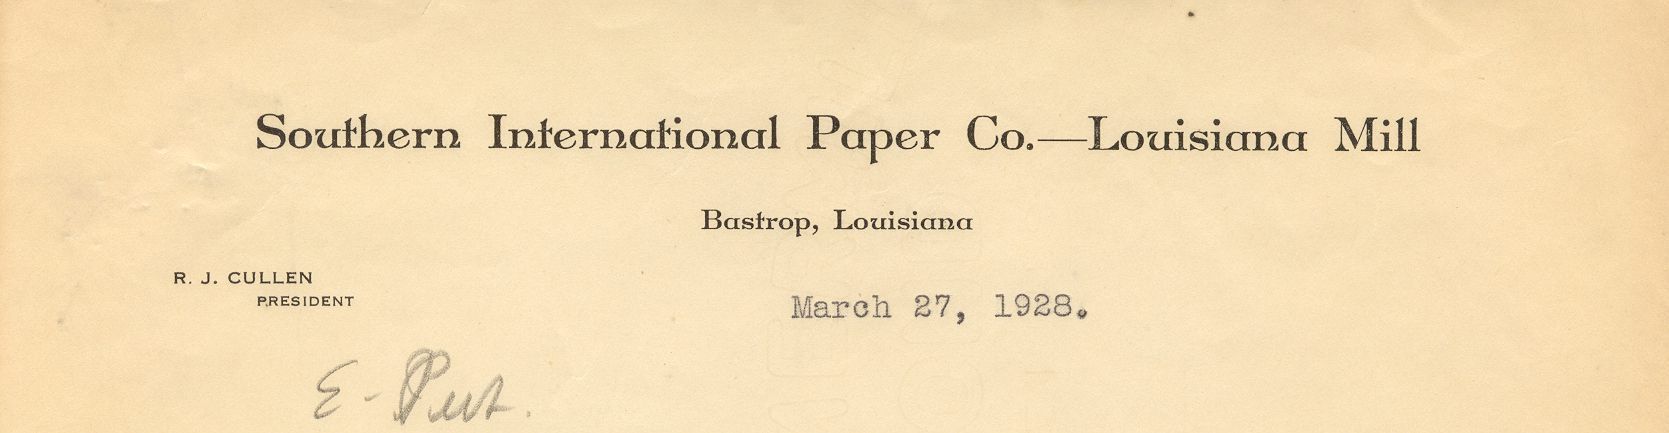 Southern International Paper Co.—Louisiana Mill
Bastrop, Louisiana
R. J. CULLEN
PRESIDENT
March 27, 1928.
E-